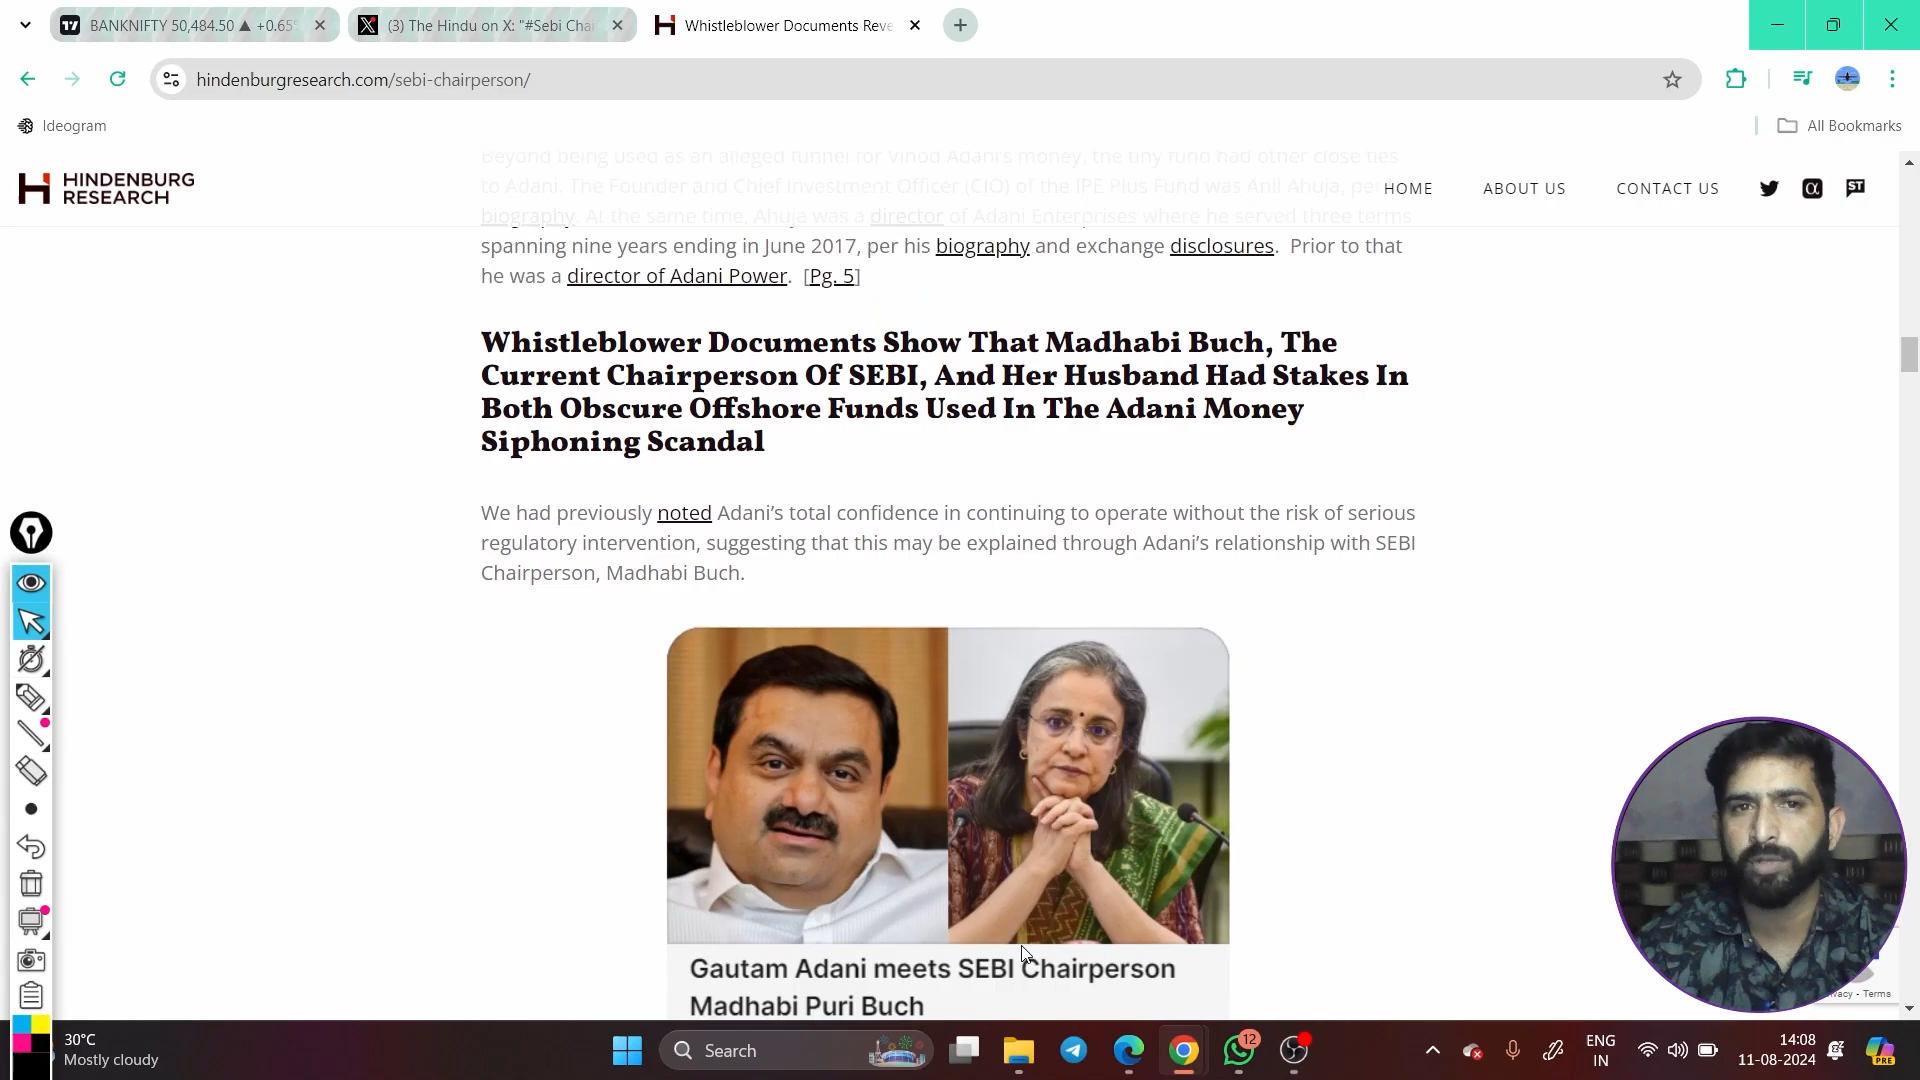 BANKNIFTY 50,484.50 ▲ +0.65%
(3) The Hindu on X: "#Sebi Chai
Whistleblower Documents Reve
hindenburgresearch.com/sebi-chairperson/
Ideogram
All Bookmarks
HINDENBURG
RESEARCH
HOME
ABOUT US
CONTACT US
Beyond being used as an alleged funnel for Vinod Adani's money, the tiny fund had other close ties
to Adani. The Founder and Chief Investment Officer (CIO) of the IPE Plus Fund was Anil Ahuja, per
biography. At the same time, Ahuja was a director of Adani Enterprises where he served three terms
spanning nine years ending in June 2017, per his biography and exchange disclosures. Prior to that
he was a director of Adani Power. [Pg. 5]
Whistleblower Documents Show That Madhabi Buch, The
Current Chairperson Of SEBI, And Her Husband Had Stakes In
Both Obscure Offshore Funds Used In The Adani Money
Siphoning Scandal
We had previously noted Adani’s total confidence in continuing to operate without the risk of serious
regulatory intervention, suggesting that this may be explained through Adani’s relationship with SEBI
Chairperson, Madhabi Buch.
Gautam Adani meets SEBI Chairperson
Madhabi Puri Buch
- Terms
30°C
Mostly cloudy
Search
12
ENG
IN
14:08
11-08-2024
PRE